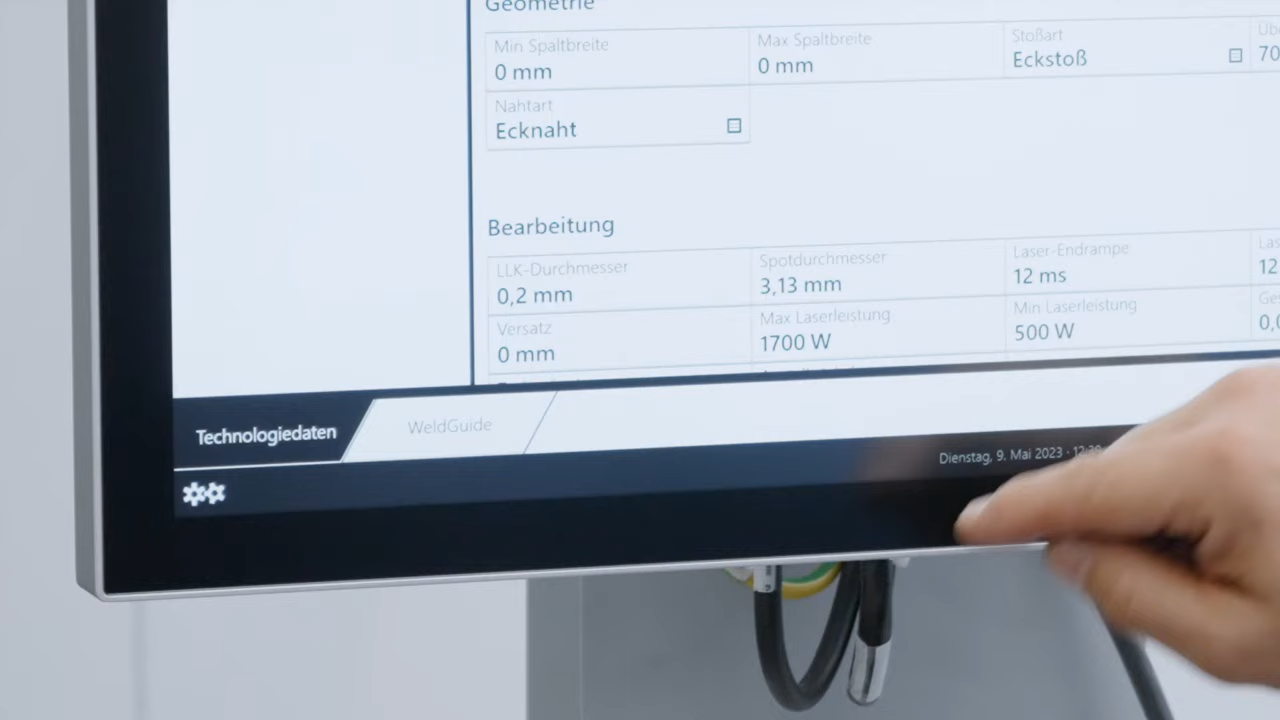 Geometrie
Min Spaltbreite
0 mm
Max Spaltbreite
0 mm
Stoßart
Eckstoß
70
Nahtart
Ecknaht
Bearbeitung
LLK-Durchmesser
0,2 mm
Spotdurchmesser
3,13 mm
Laser-Endrampe
12 ms
12
Versatz
0 mm
Max Laserleistung
1700 W
Min Laserleistung
500 W
Technologiedaten
WeldGuide
Dienstag, 9. Mai 2023 -